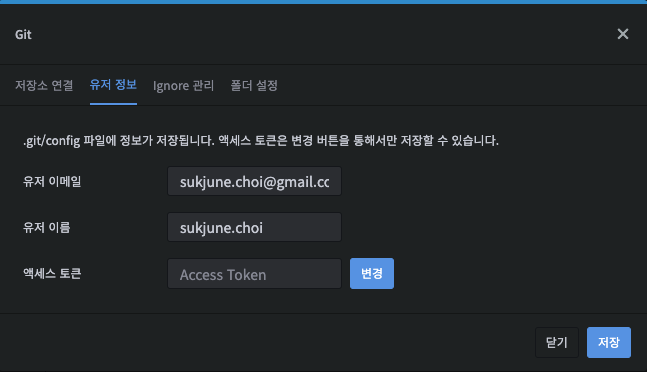 Git
저장소 연결 유저 정보 Ignore 관리 폴더 설정
.git/config 파일에 정보가 저장됩니다. 액세스 토큰은 변경 버튼을 통해서만 저장할 수 있습니다.
유저 이메일 sukjune.choi@gmail.cc
유저 이름 sukjune.choi
액세스 토큰 Access Token 변경
닫기 저장